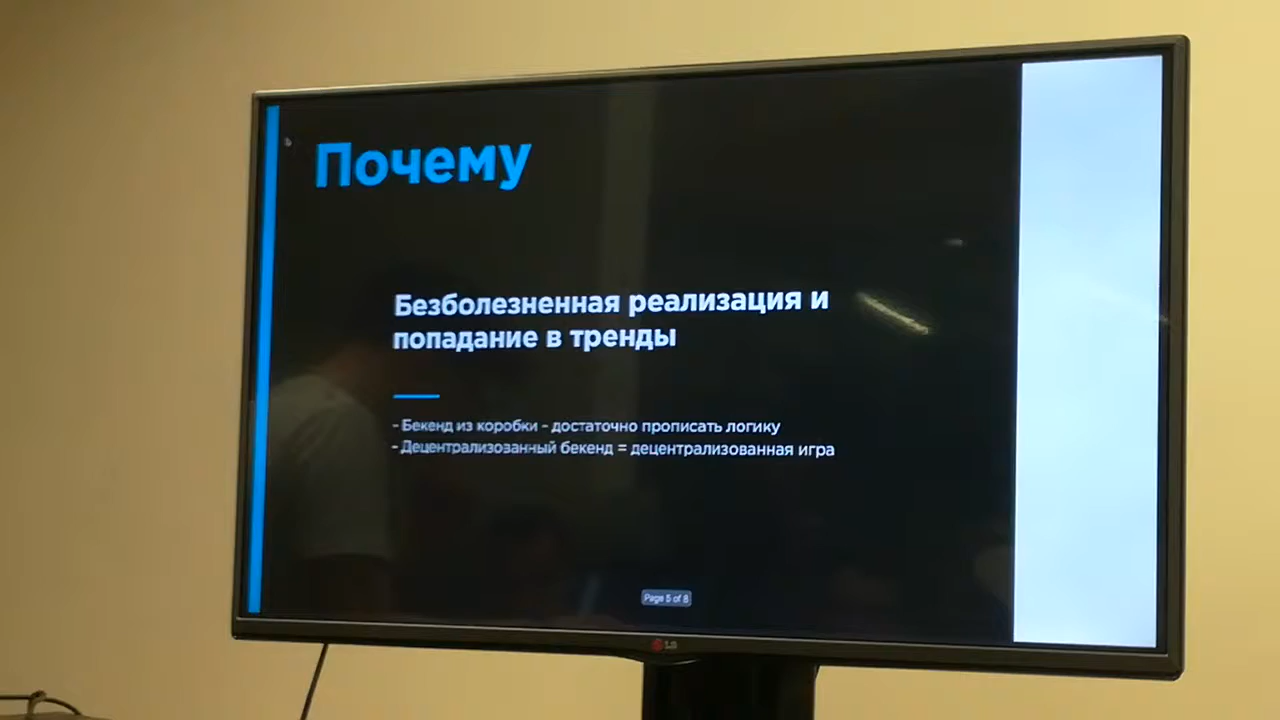 Почему
Безболезненная реализация и
попадание в тренды
- Бекенд из коробки - достаточно прописать логику
- Децентрализованный бекенд = децентрализованная игра
Page 5 of 8
LG